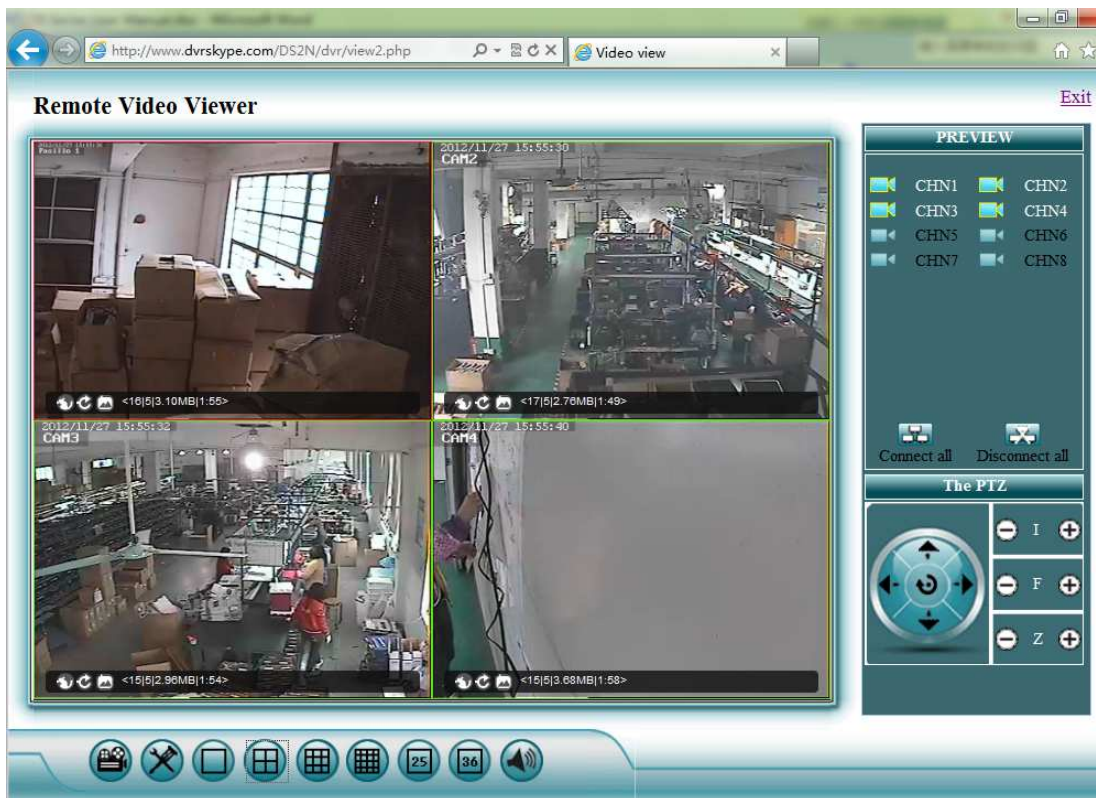 http://www.dvrskype.com/DS2N/dvr/view2.php
Video view
Remote Video Viewer
Exit
2012/11/27 15:55:30
CAM2
<16|5|3.10MB|1:55>
<17|5|2.76MB|1:49>
2012/11/27 15:55:32
CAM3
2012/11/27 15:55:40
CAM4
<15|5|2.96MB|1:54>
<15|5|3.68MB|1:58>
PREVIEW
CHN1 CHN2
CHN3 CHN4
CHN5 CHN6
CHN7 CHN8
Connect all Disconnect all
The PTZ
I
F
Z
25 36